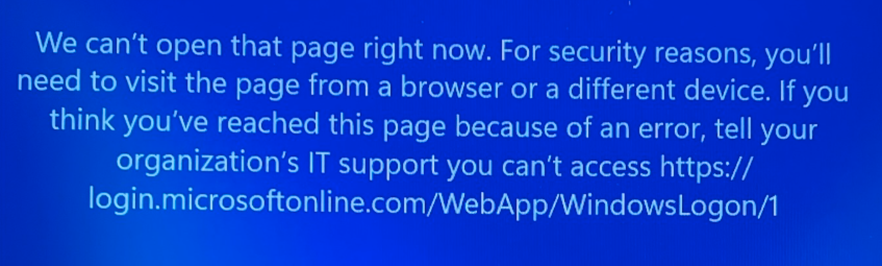 We can't open that page right now. For security reasons, you'll
need to visit the page from a browser or a different device. If you
think you've reached this page because of an error, tell your
organization's IT support you can't access https://
login.microsoftonline.com/WebApp/WindowsLogon/1